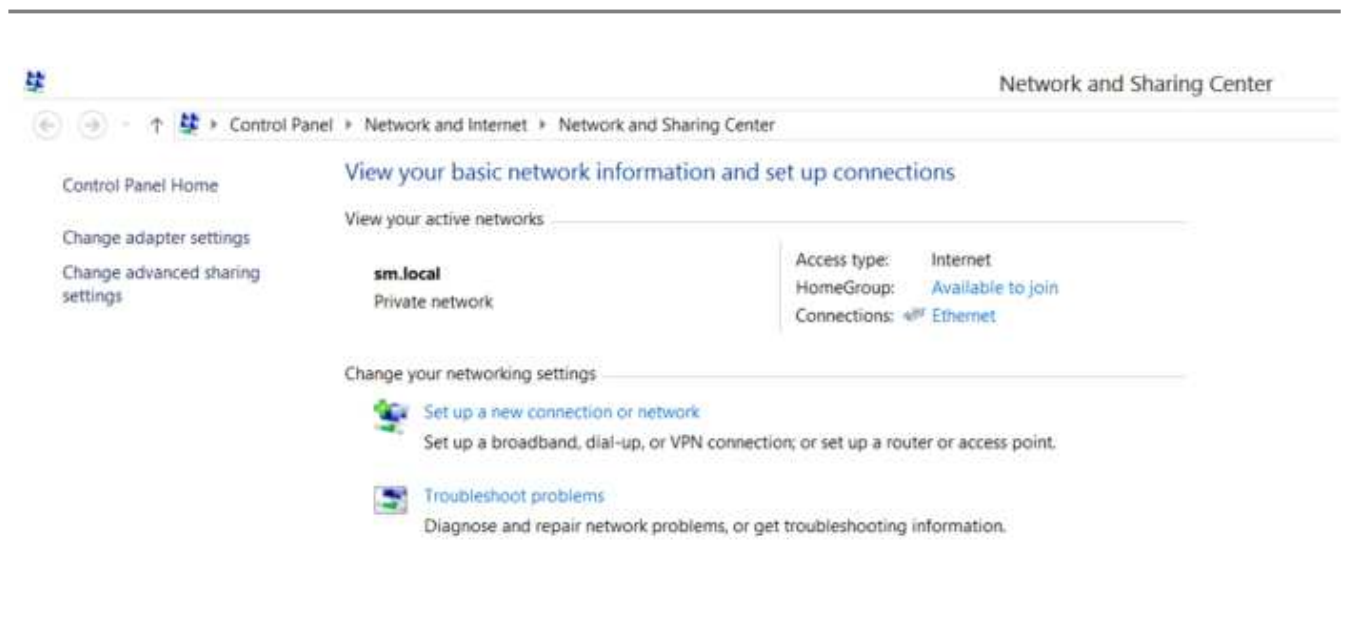 Network and Sharing Center
Control Panel Network and Internet Network and Sharing Center
Control Panel Home
Change adapter settings
Change advanced sharing
settings
View your basic network information and set up connections
View your active networks
sm.local
Private network
Access type: Internet
HomeGroup: Available to join
Connections: Ethernet
Change your networking settings
Set up a new connection or network
Set up a broadband, dial-up, or VPN connection; or set up a router or access point.
Troubleshoot problems
Diagnose and repair network problems, or get troubleshooting information.